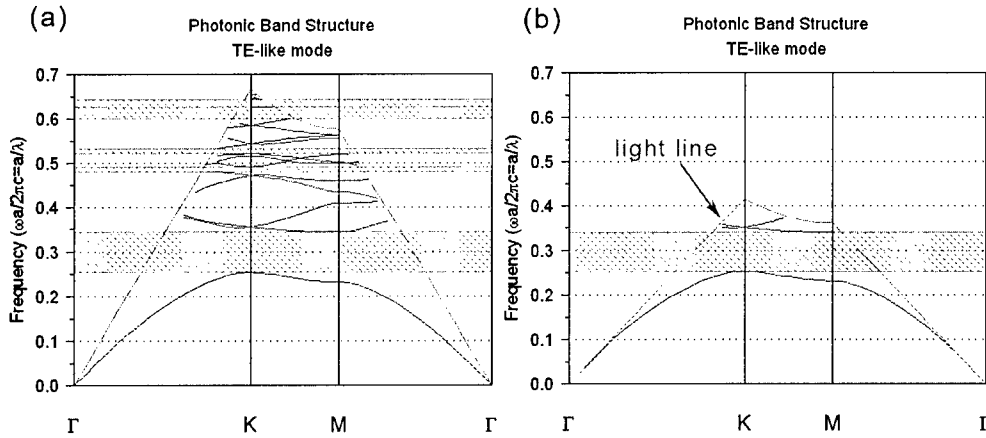 (a)
Photonic Band Structure
TE-like mode
Frequency (ωa/2πc=a/λ)
0.7
0.6
0.5
0.4
0.3
0.2
0.1
0.0
Γ K M Γ
(b)
Photonic Band Structure
TE-like mode
Frequency (ωa/2πc=a/λ)
0.7
0.6
0.5
0.4
0.3
0.2
0.1
0.0
light line
Γ K M Γ